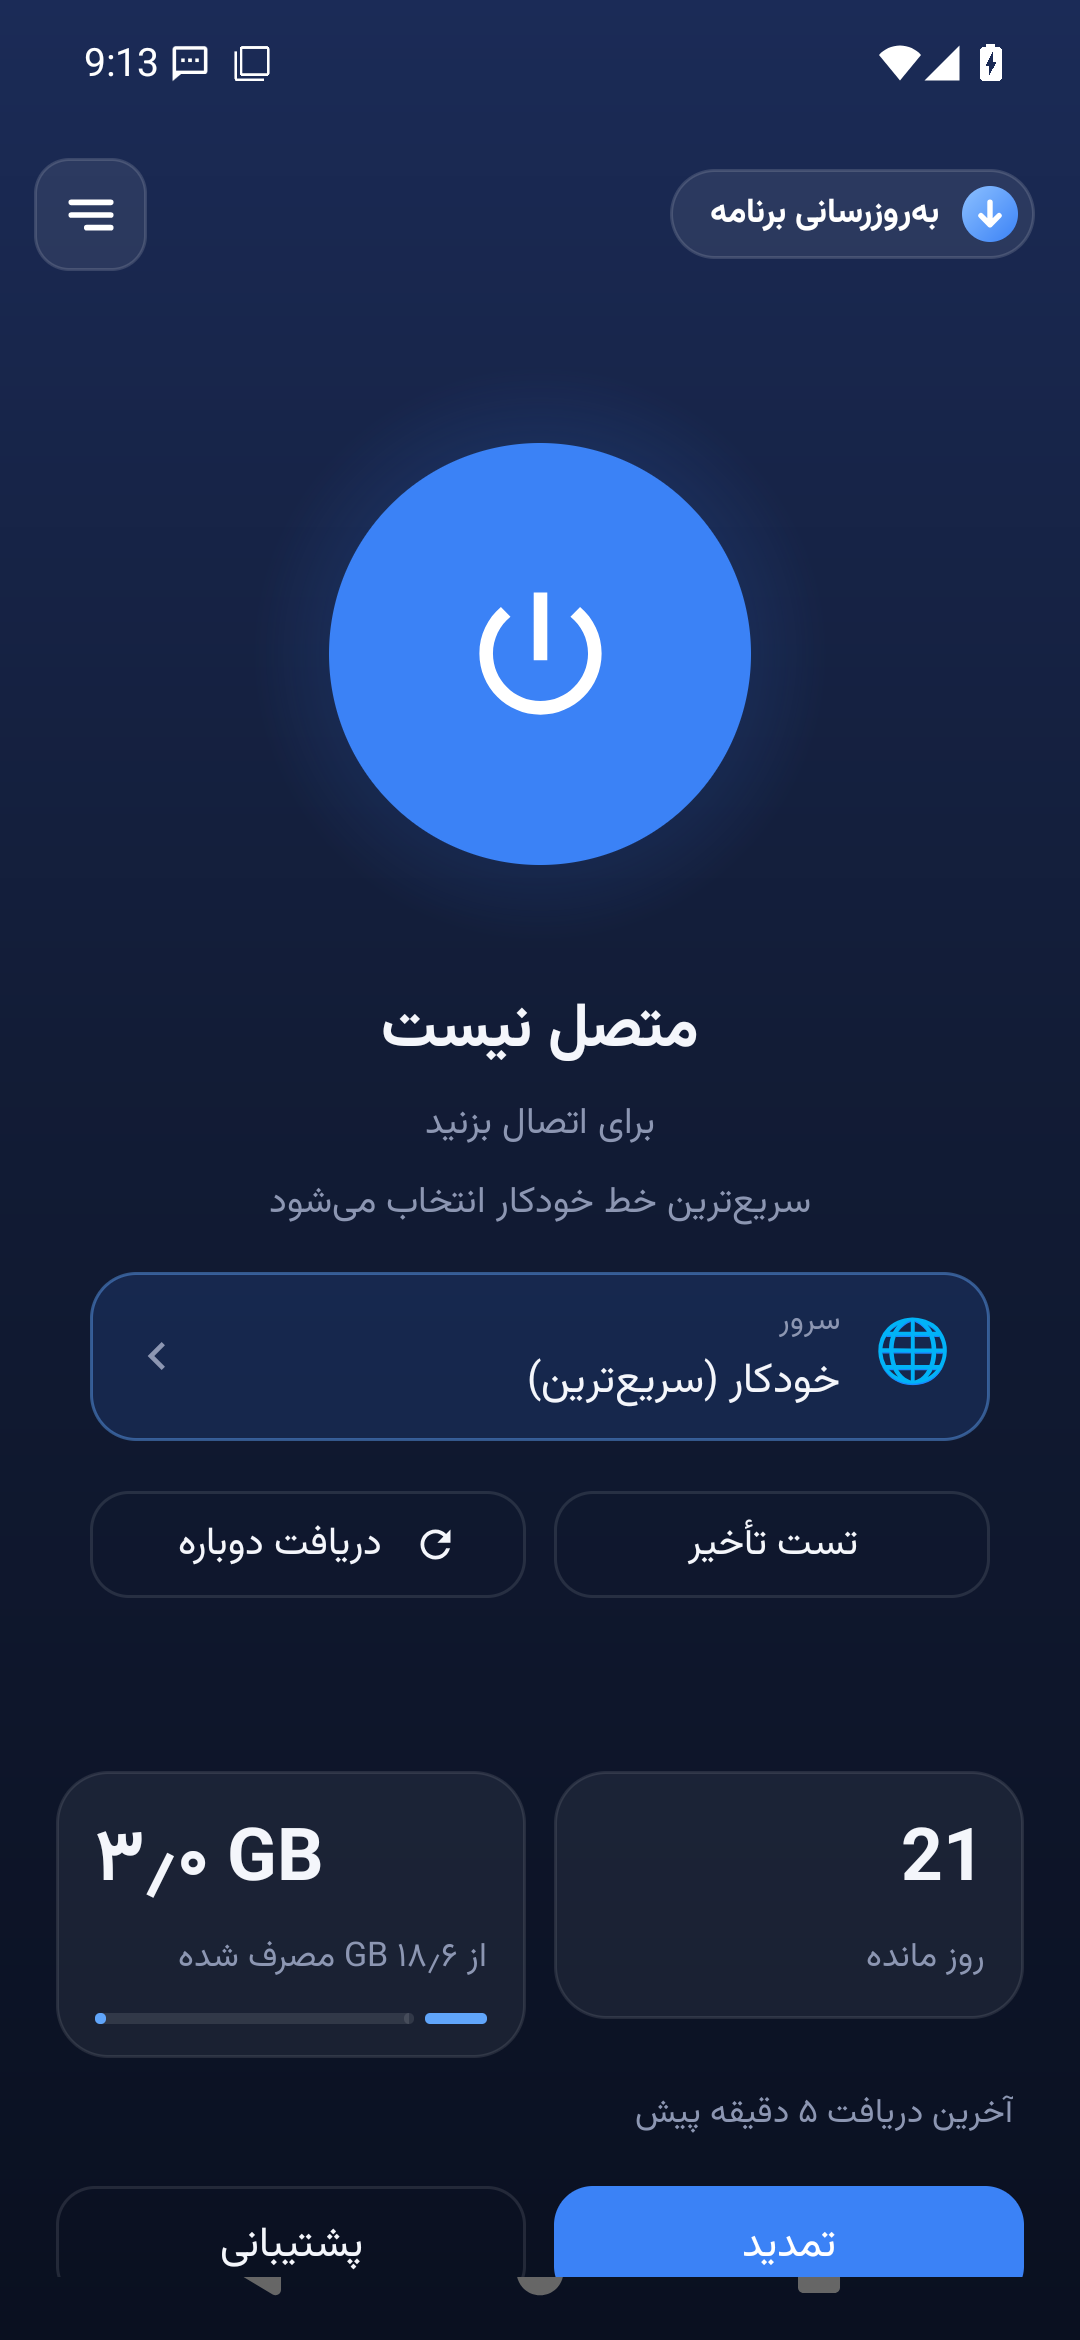 9:13
به‌روزرسانی برنامه
متصل نیست
برای اتصال بزنید
سریع‌ترین خط خودکار انتخاب می‌شود
سرور
خودکار (سریع‌ترین)
تست تأخیر
دریافت دوباره
21
روز مانده
۳٫۰ GB
از ۱۸٫۶ GB مصرف شده
آخرین دریافت ۵ دقیقه پیش
تمدید
پشتیبانی